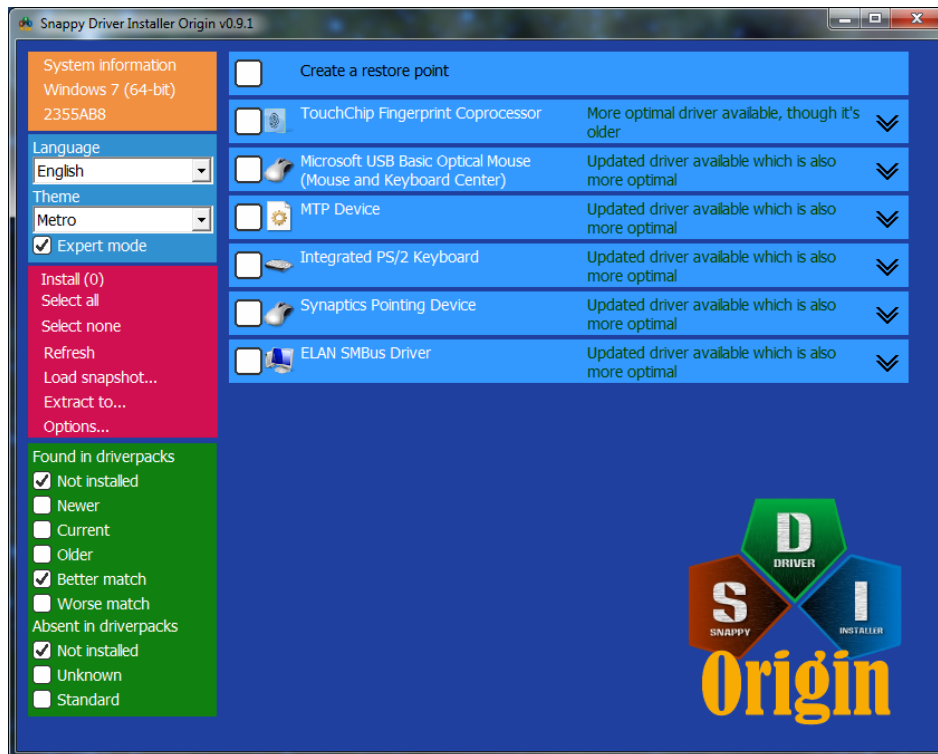 Snappy Driver Installer Origin v0.9.1
System information
Windows 7 (64-bit)
2355AB8
Language
English
Theme
Metro
Expert mode
Install (0)
Select all
Select none
Refresh
Load snapshot...
Extract to...
Options...
Found in driverpacks
Not installed
Newer
Current
Older
Better match
Worse match
Absent in driverpacks
Not installed
Unknown
Standard
Create a restore point
TouchChip Fingerprint Coprocessor
More optimal driver available, though it's
older
Microsoft USB Basic Optical Mouse
(Mouse and Keyboard Center)
Updated driver available which is also
more optimal
MTP Device
Updated driver available which is also
more optimal
Integrated PS/2 Keyboard
Updated driver available which is also
more optimal
Synaptics Pointing Device
Updated driver available which is also
more optimal
ELAN SMBus Driver
Updated driver available which is also
more optimal
D
DRIVER
S
SNAPPY
I
INSTALLER
Origin